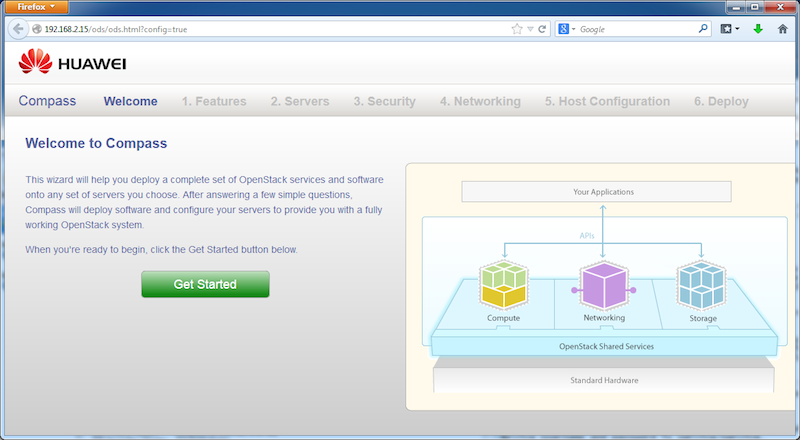 Firefox
192.168.2.15/ods/ods.html?config=true
Google
HUAWEI
Compass Welcome 1. Features 2. Servers 3. Security 4. Networking 5. Host Configuration 6. Deploy
Welcome to Compass
This wizard will help you deploy a complete set of OpenStack services and software
onto any set of servers you choose. After answering a few simple questions,
Compass will deploy software and configure your servers to provide you with a fully
working OpenStack system.
When you're ready to begin, click the Get Started button below.
Get Started
Your Applications
APIs
Compute Networking Storage
OpenStack Shared Services
Standard Hardware